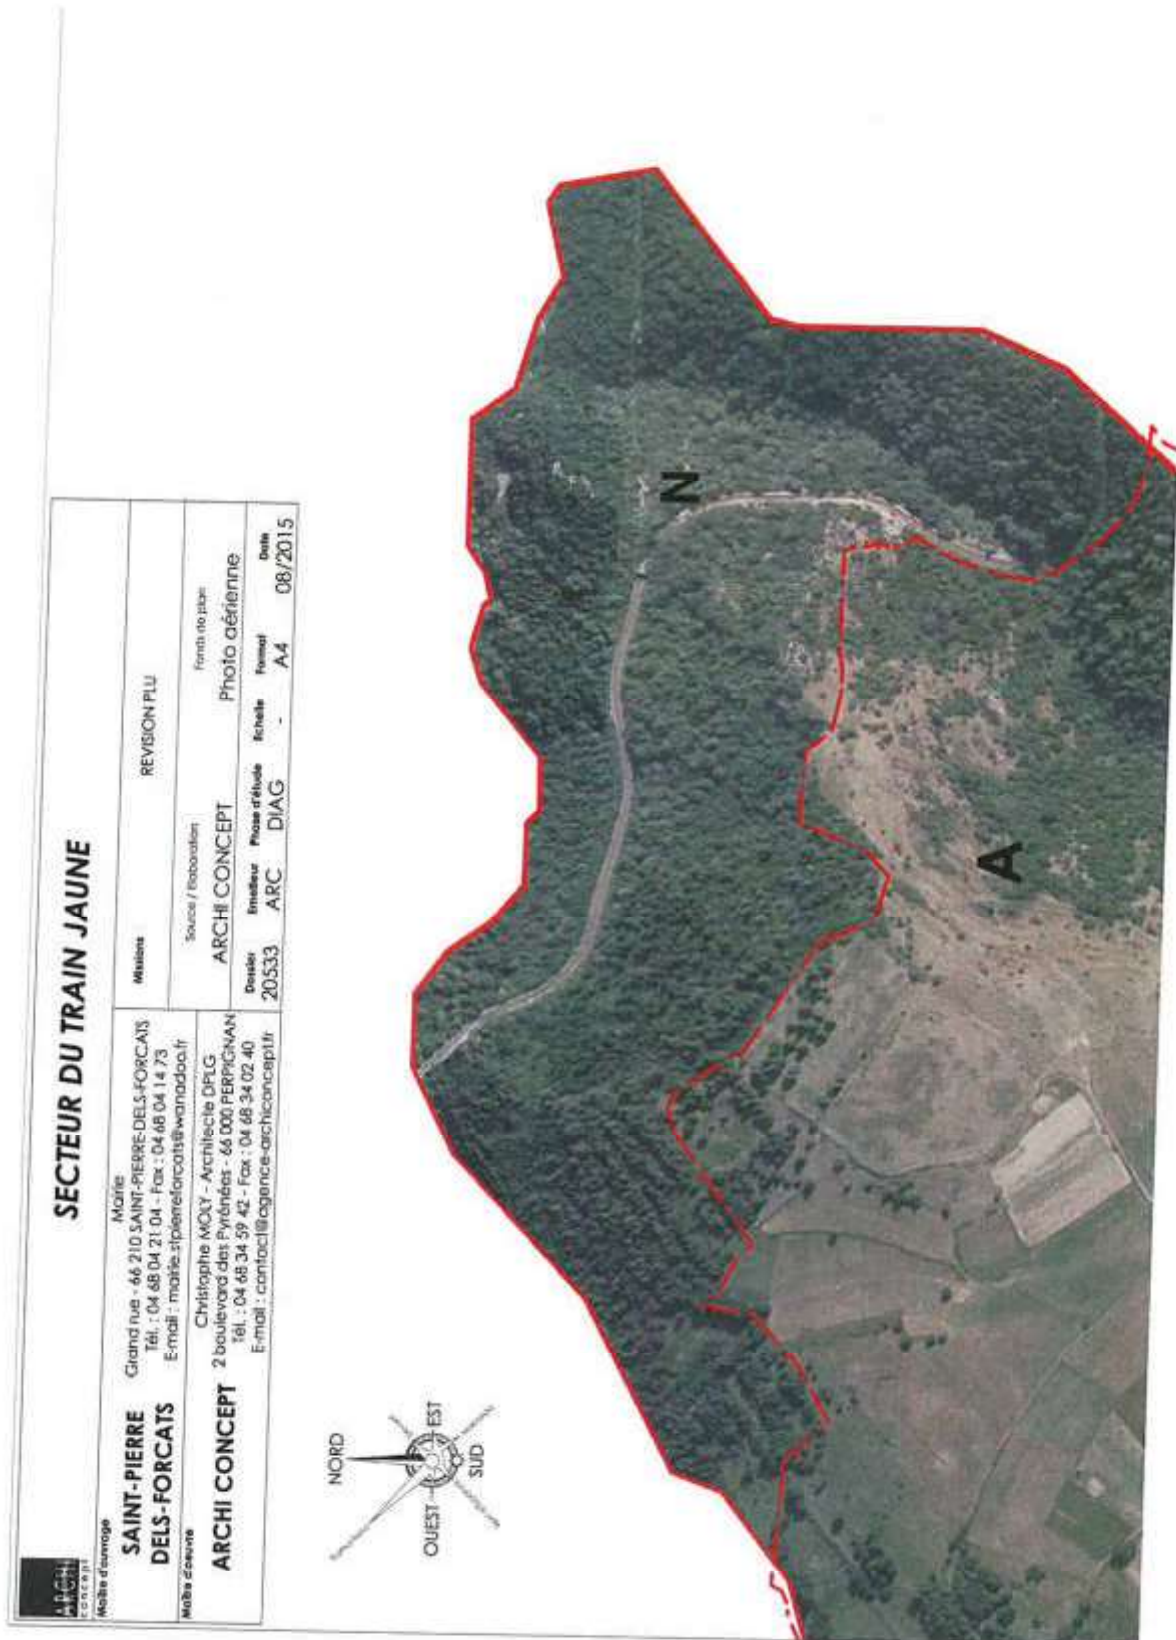 ARCHI
concept
SECTEUR DU TRAIN JAUNE
Maître d'ouvrage
SAINT-PIERRE
DELS-FORCATS
Mairie
Grand rue - 66 210 SAINT-PIERRE-DELS-FORCATS
Tél. : 04 68 04 21 04 - Fax : 04 68 04 14 73
E-mail : mairie.stpierreforcats@wanadoo.fr
Missions
REVISION PLU
Maître d'oeuvre
ARCHI CONCEPT
Christophe MOLY - Architecte DPLG
2 boulevard des Pyrénées - 66 000 PERPIGNAN
Tél. : 04 68 34 59 42 - Fax : 04 68 34 02 40
E-mail : contact@agence-archiconcept.fr
Source / Elaboration
ARCHI CONCEPT
Fonds de plan
Photo aérienne
Dossier Emetteur Phase d'étude Echelle Format Date
20533 ARC DIAG - A4 08/2015
NORD
OUEST
EST
SUD
N
A